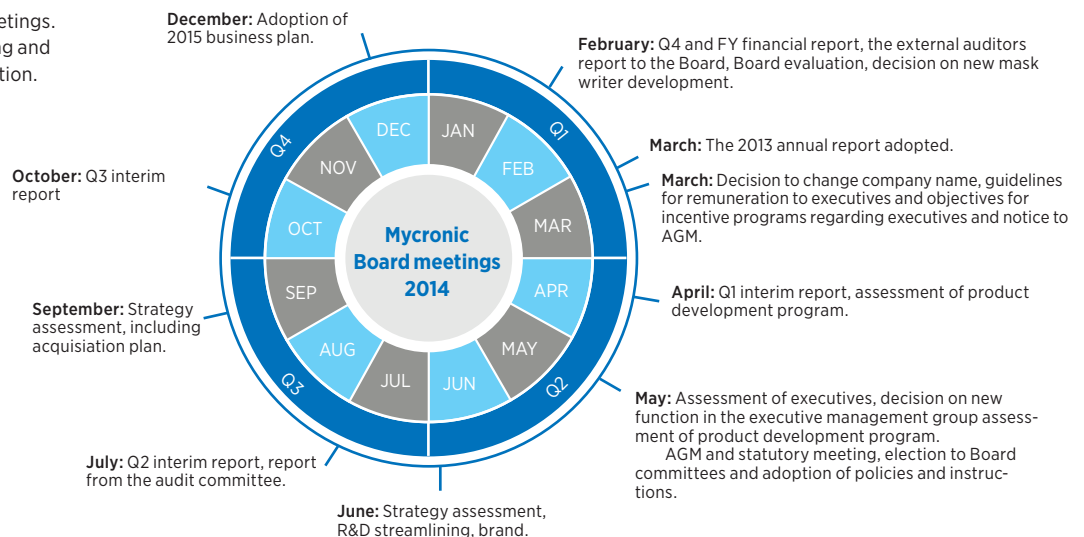 etings.
ng and
tion.
December: Adoption of
2015 business plan.
February: Q4 and FY financial report, the external auditors
report to the Board, Board evaluation, decision on new mask
writer development.
March: The 2013 annual report adopted.
March: Decision to change company name, guidelines
for remuneration to executives and objectives for
incentive programs regarding executives and notice to
AGM.
April: Q1 interim report, assessment of product
development program.
May: Assessment of executives, decision on new
function in the executive management group assess-
ment of product development program.
AGM and statutory meeting, election to Board
committees and adoption of policies and instruc-
tions.
June: Strategy assessment,
R&D streamlining, brand.
July: Q2 interim report, report
from the audit committee.
September: Strategy
assessment, including
acquisiation plan.
October: Q3 interim
report
Q1
Q2
Q3
Q4
JAN
FEB
MAR
APR
MAY
JUN
JUL
AUG
SEP
OCT
NOV
DEC
Mycronic
Board meetings
2014